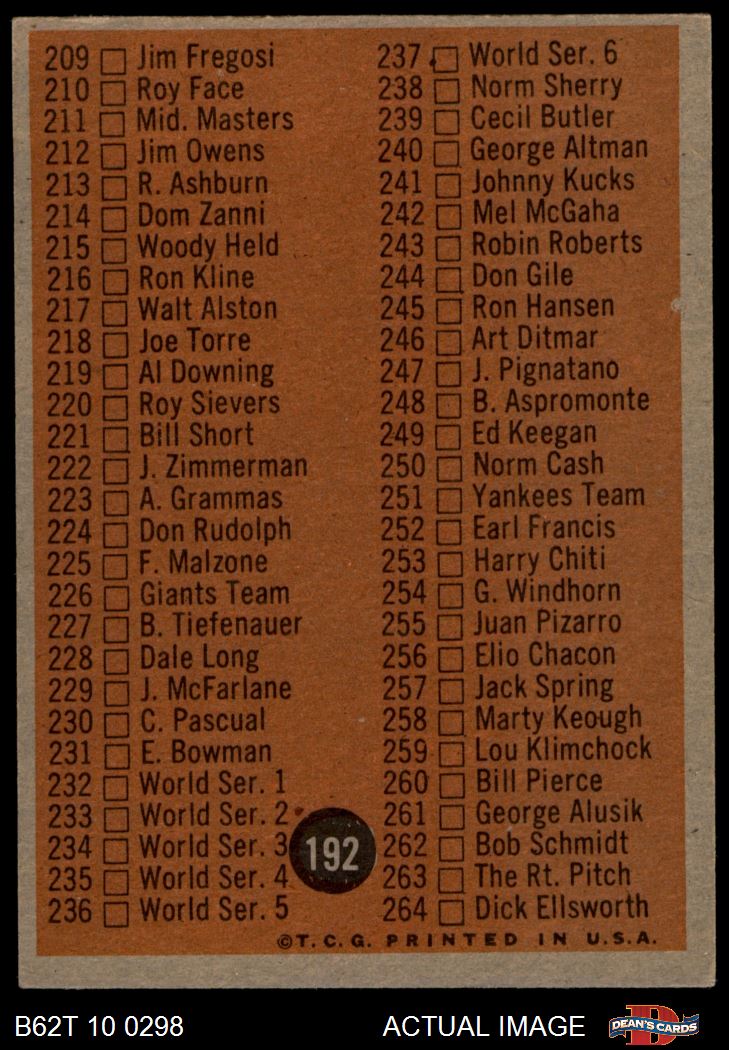 209 Jim Fregosi
210 Roy Face
211 Mid. Masters
212 Jim Owens
213 R. Ashburn
214 Dom Zanni
215 Woody Held
216 Ron Kline
217 Walt Alston
218 Joe Torre
219 Al Downing
220 Roy Sievers
221 Bill Short
222 J. Zimmerman
223 A. Grammas
224 Don Rudolph
225 F. Malzone
226 Giants Team
227 B. Tiefenauer
228 Dale Long
229 J. McFarlane
230 C. Pascual
231 E. Bowman
232 World Ser. 1
233 World Ser. 2
234 World Ser. 3
235 World Ser. 4
236 World Ser. 5
192
237 World Ser. 6
238 Norm Sherry
239 Cecil Butler
240 George Altman
241 Johnny Kucks
242 Mel McGaha
243 Robin Roberts
244 Don Gile
245 Ron Hansen
246 Art Ditmar
247 J. Pignatano
248 B. Aspromonte
249 Ed Keegan
250 Norm Cash
251 Yankees Team
252 Earl Francis
253 Harry Chiti
254 G. Windhorn
255 Juan Pizarro
256 Elio Chacon
257 Jack Spring
258 Marty Keough
259 Lou Klimchock
260 Bill Pierce
261 George Alusik
262 Bob Schmidt
263 The Rt. Pitch
264 Dick Ellsworth
©T. C. G. PRINTED IN U.S.A.
B62T 10 0298
ACTUAL IMAGE
D
DEAN'S CARDS